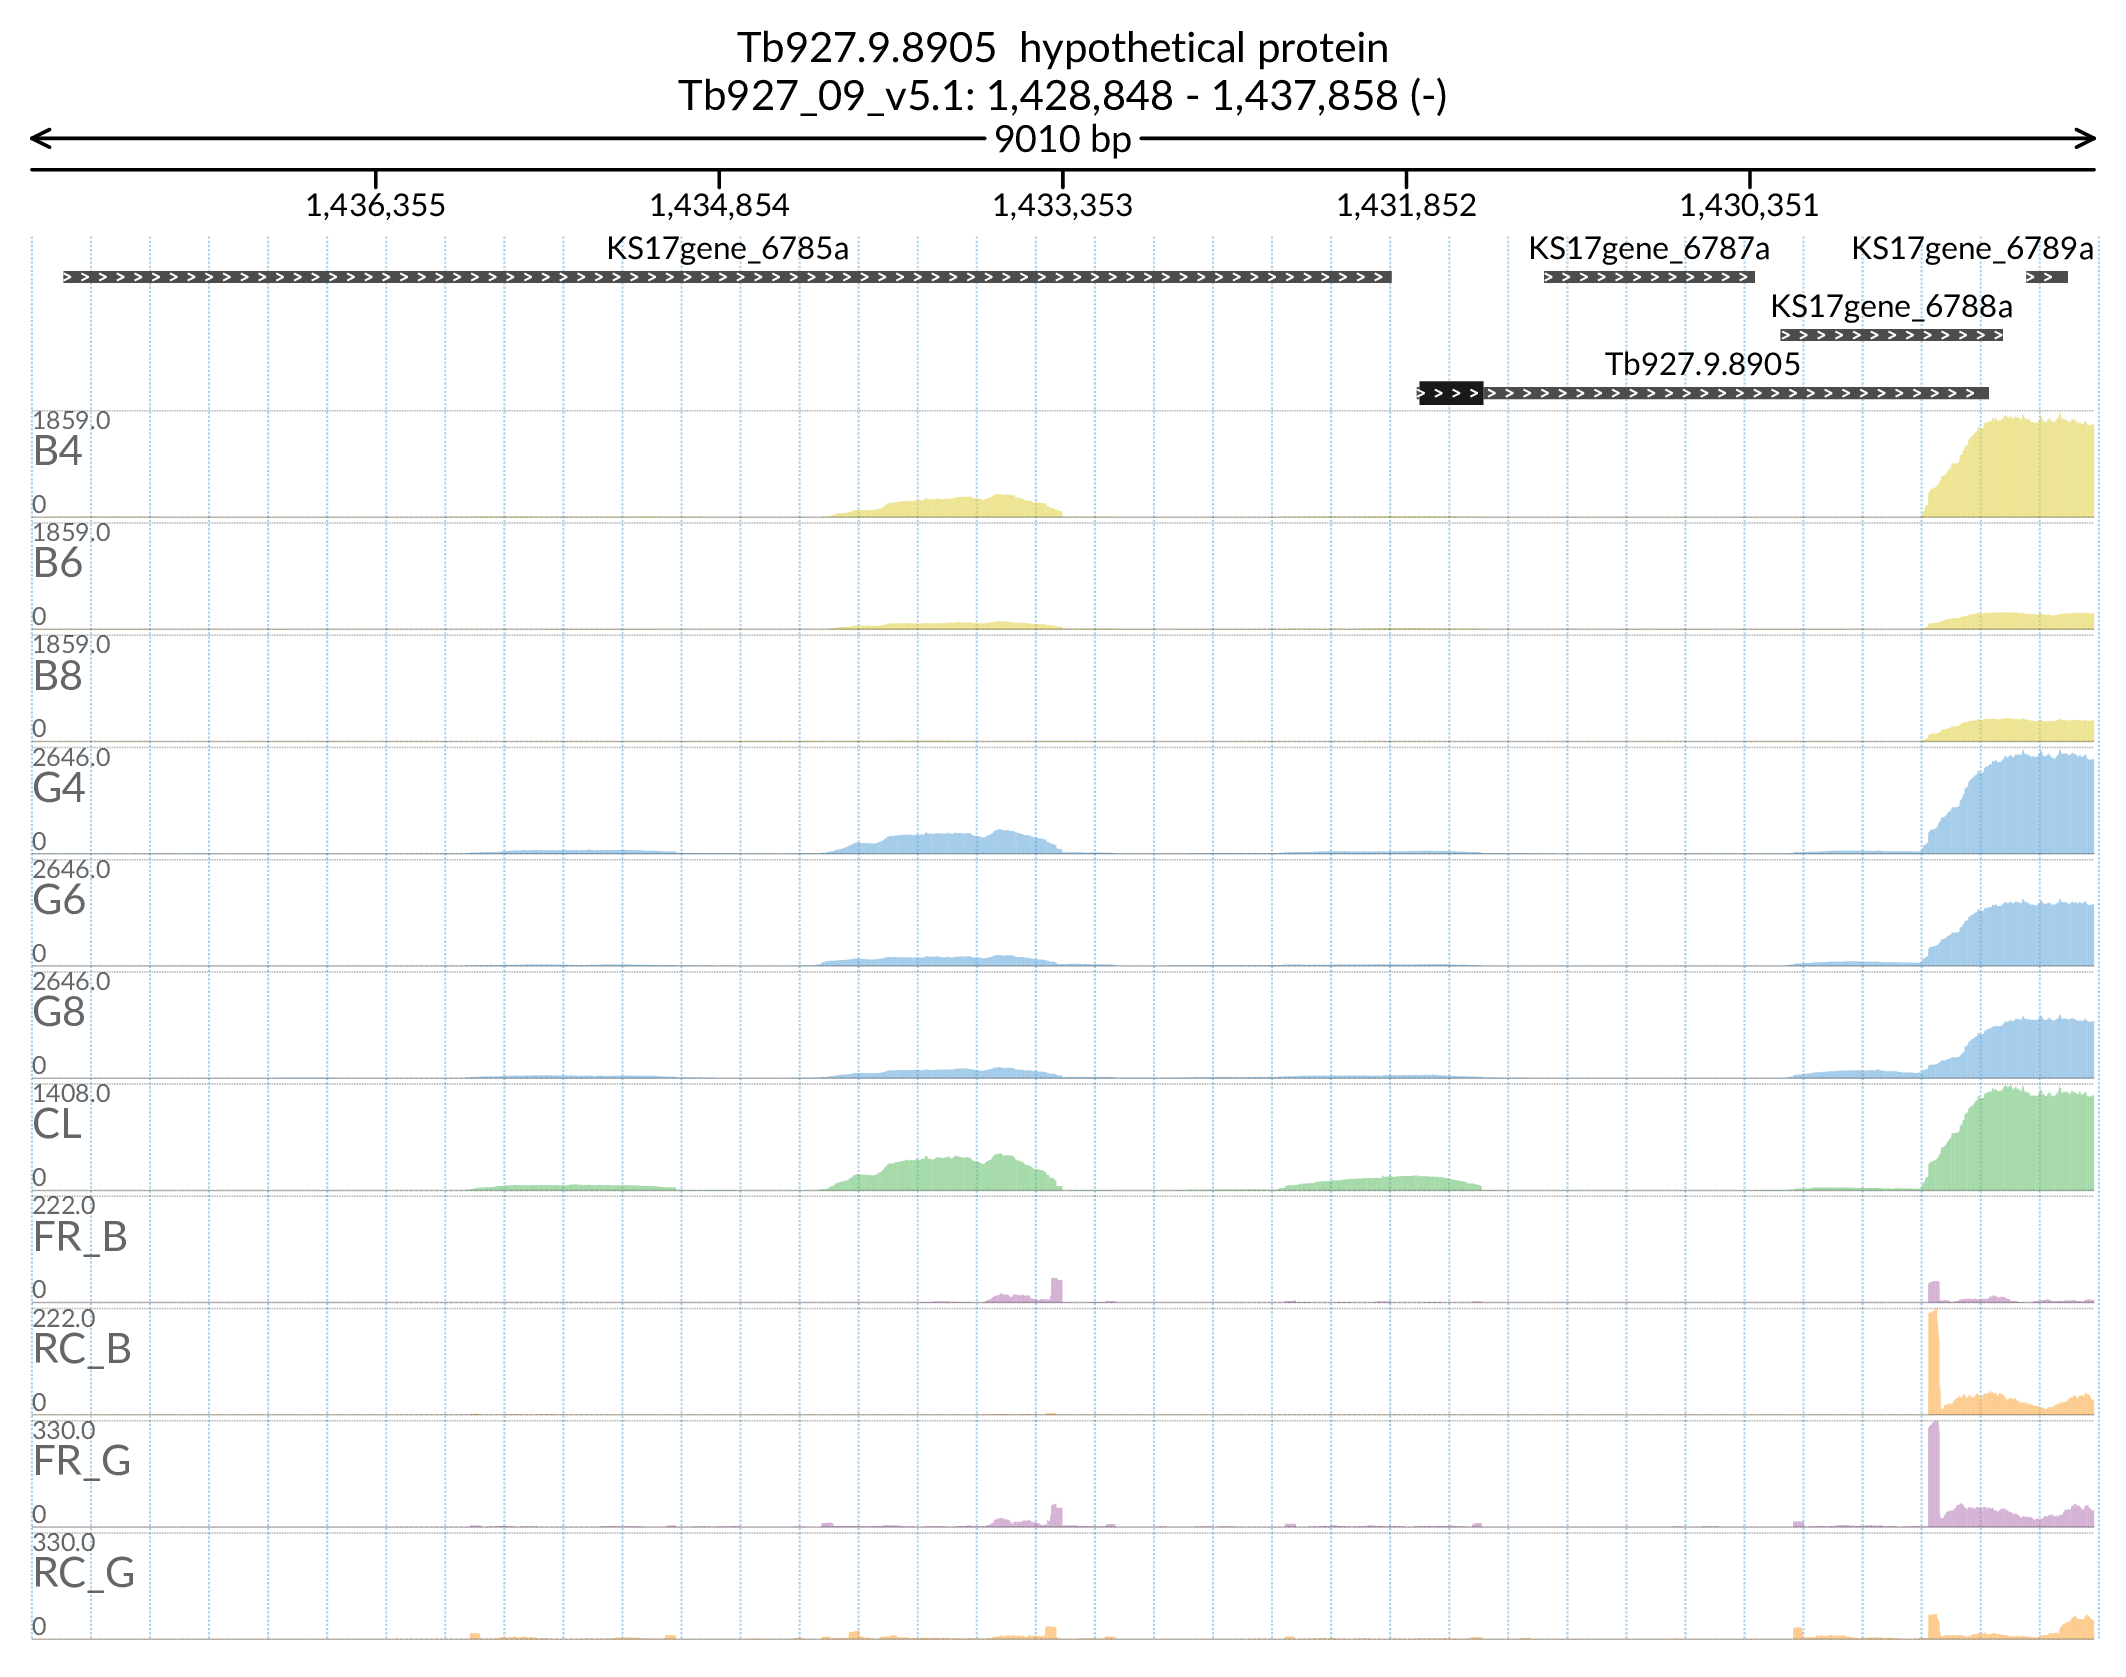 Tb927.9.8905  hypothetical protein
Tb927_09_v5.1: 1,428,848 - 1,437,858 (-)
9010 bp
1,436,355 1,434,854 1,433,353 1,431,852 1,430,351
KS17gene_6785a KS17gene_6787a KS17gene_6789a
KS17gene_6788a
Tb927.9.8905
1859.0
B4
0
1859.0
B6
0
1859.0
B8
0
2646.0
G4
0
2646.0
G6
0
2646.0
G8
0
1408.0
CL
0
222.0
FR_B
0
222.0
RC_B
0
330.0
FR_G
0
330.0
RC_G
0